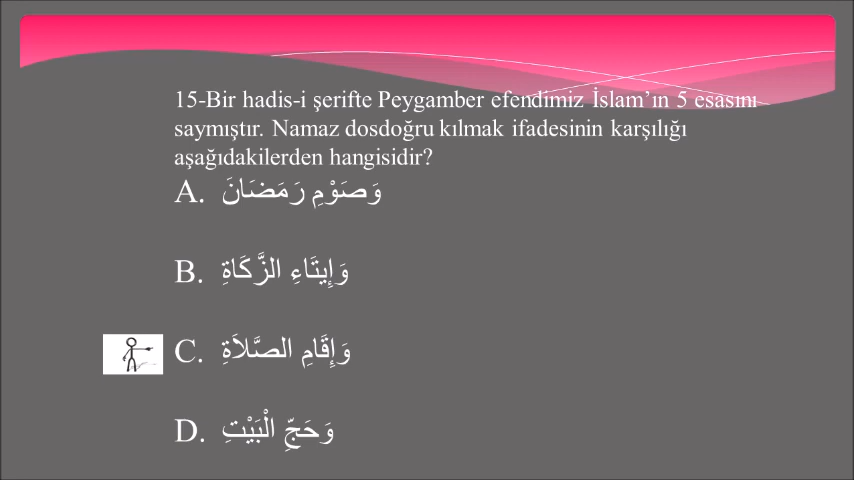 15-Bir hadis-i şerifte Peygamber efendimiz İslam’ın 5 esasını
saymıştır. Namaz dosdoğru kılmak ifadesinin karşılığı
aşağıdakilerden hangisidir?
A. وَصَوْمِ رَمَضَانَ
B. وَإِيتَاءِ الزَّكَاةِ
C. وَإِقَامِ الصَّلاَةِ
D. وَحَجِّ الْبَيْتِ